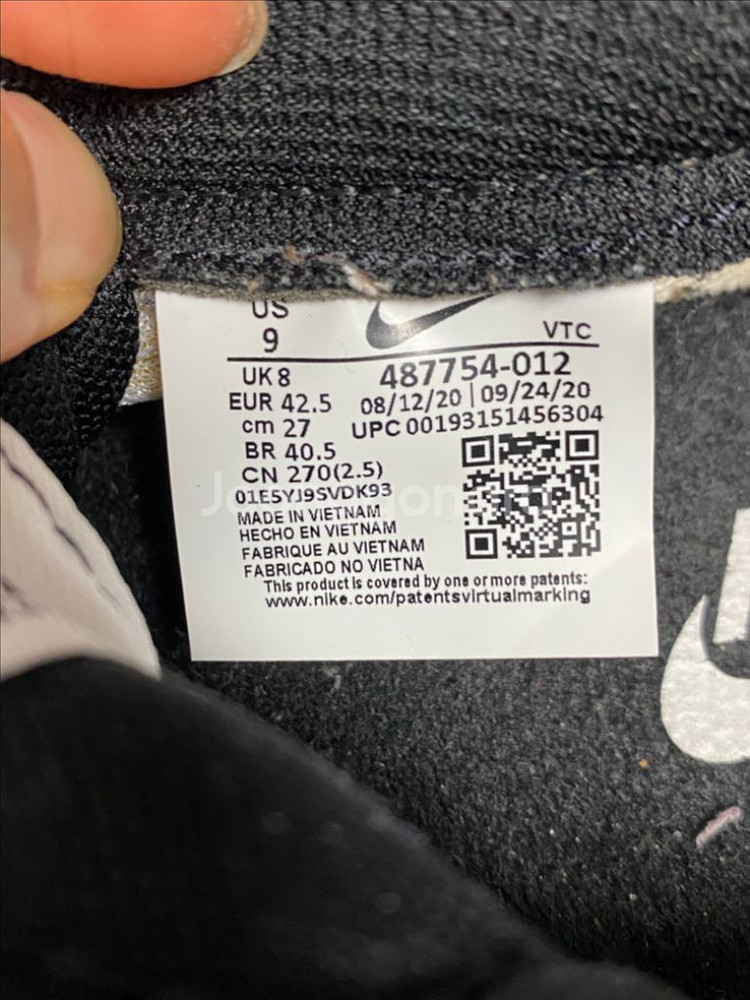 US
9
VTC
UK 8
487754-012
EUR 42.5
08/12/20 | 09/24/20
cm 27
UPC 00193151456304
BR 40.5
CN 270(2.5)
01E5YJ9SVDK93
MADE IN VIETNAM
HECHO EN VIETNAM
FABRIQUE AU VIETNAM
FABRICADO NO VIETNA
This product is covered by one or more patents:
www.nike.com/patentsvirtualmarking